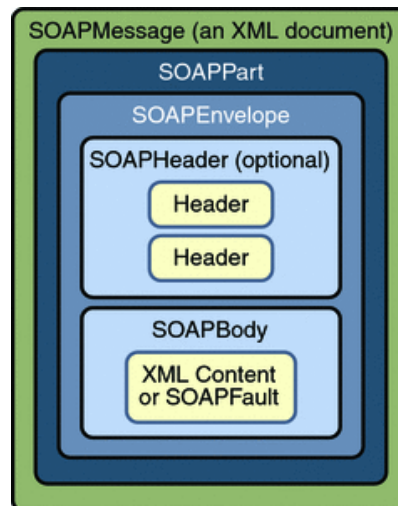 SOAPMessage (an XML document)
SOAPPart
SOAPEnvelope
SOAPHeader (optional)
Header
Header
SOAPBody
XML Content
or SOAPFault